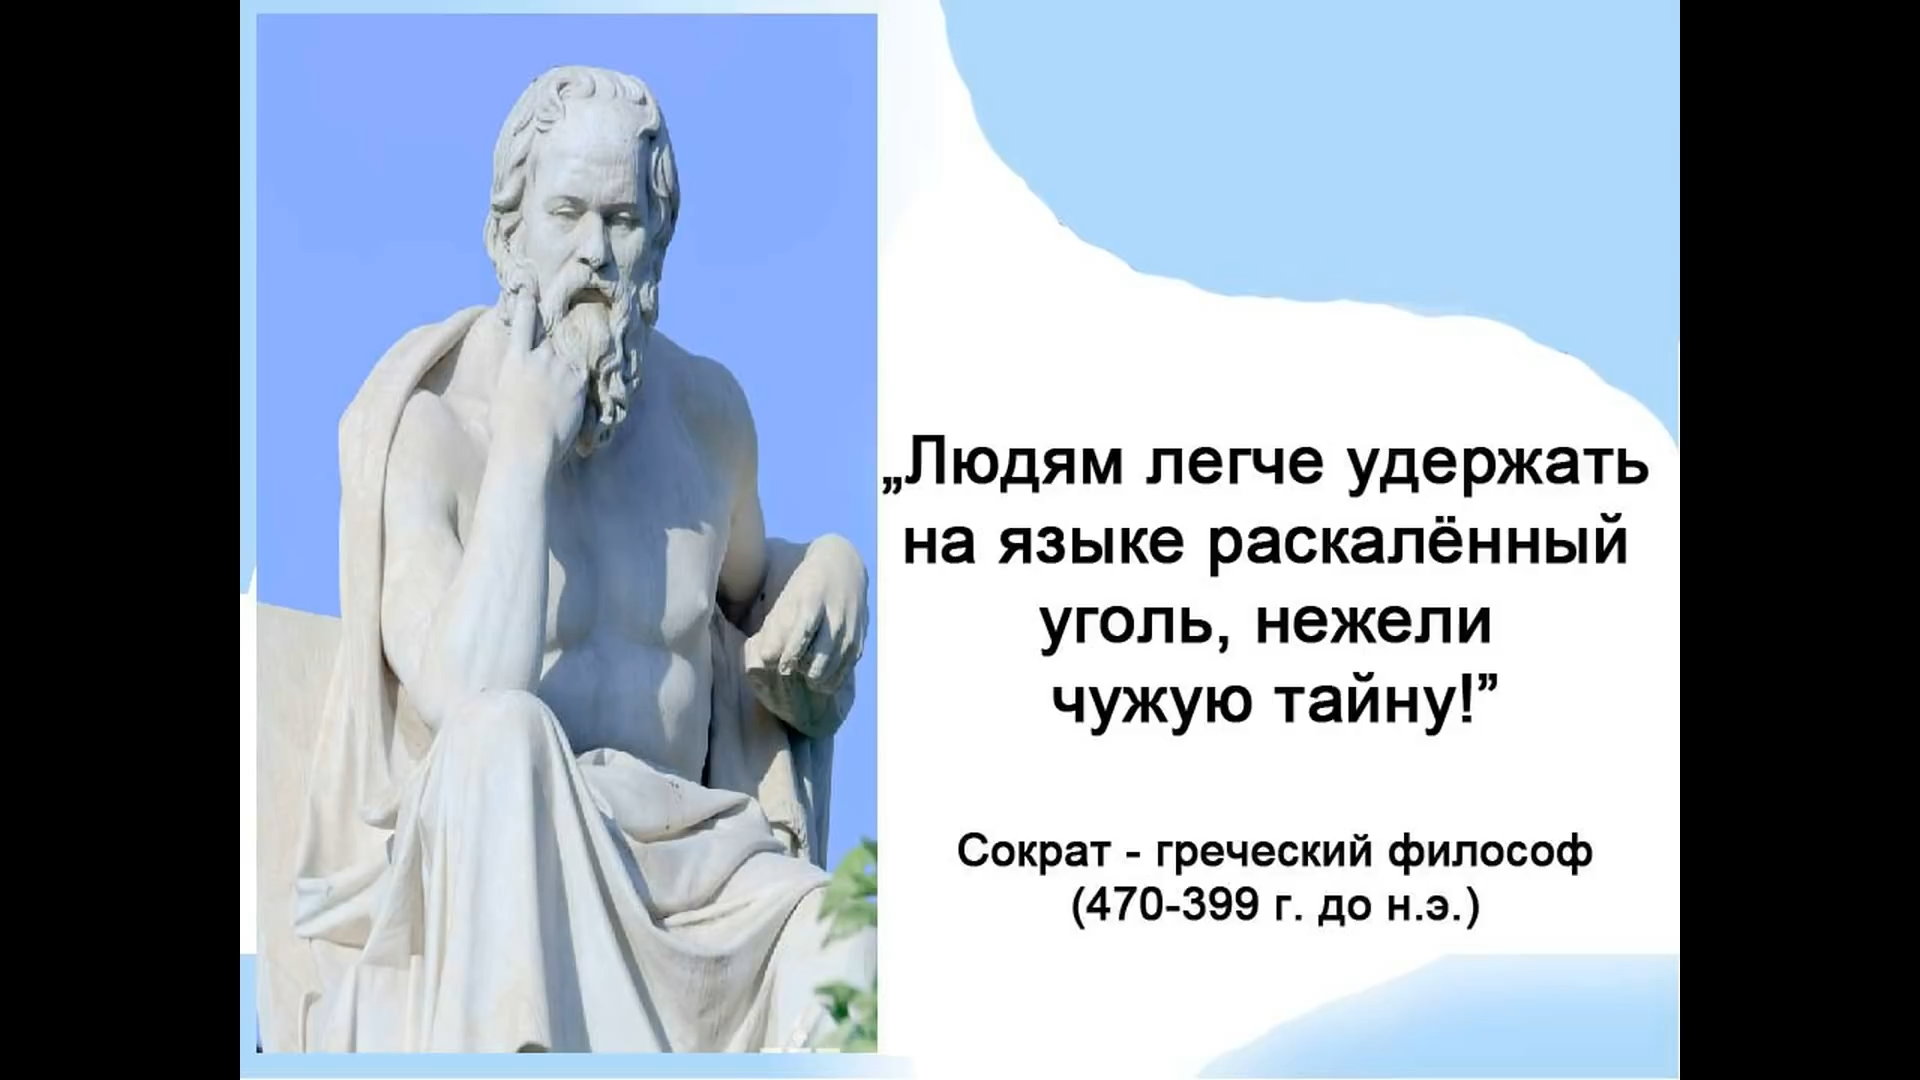 „Людям легче удержать
на языке раскалённый
уголь, нежели
чужую тайну!”
Сократ - греческий философ
(470-399 г. до н.э.)